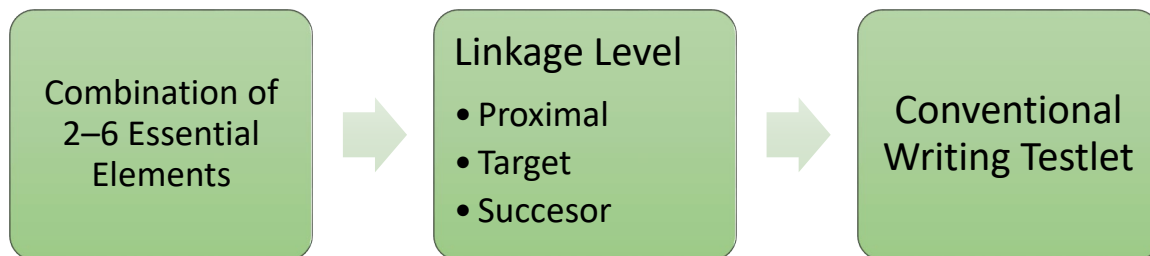 Combination of
2–6 Essential
Elements
Linkage Level
• Proximal
• Target
• Succesor
Conventional
Writing Testlet